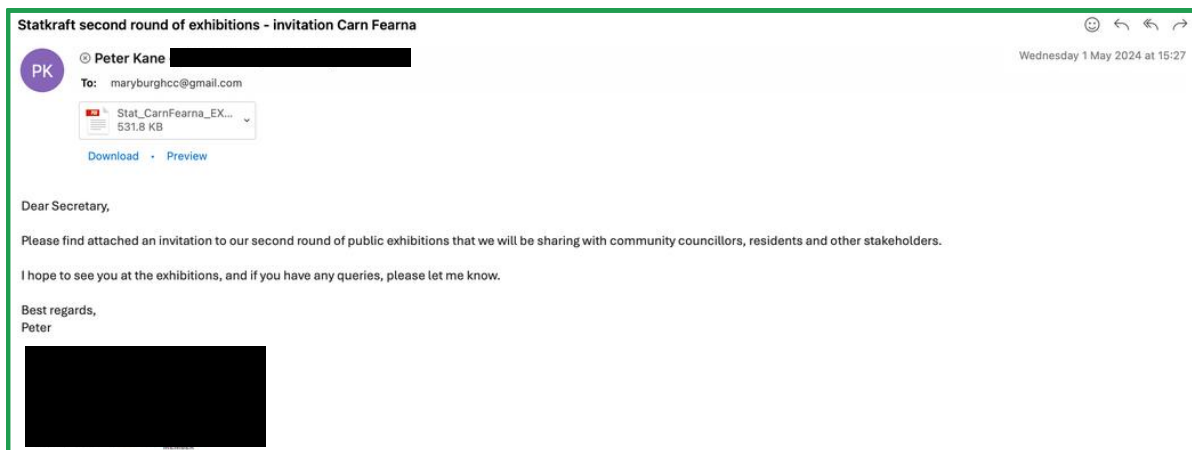 Statkraft second round of exhibitions - invitation Carn Fearna
PK
Peter Kane
Wednesday 1 May 2024 at 15:27
To: maryburghcc@gmail.com
Stat_CarnFearna_EX...
531.8 KB
Download · Preview
Dear Secretary,
Please find attached an invitation to our second round of public exhibitions that we will be sharing with community councillors, residents and other stakeholders.
I hope to see you at the exhibitions, and if you have any queries, please let me know.
Best regards,
Peter